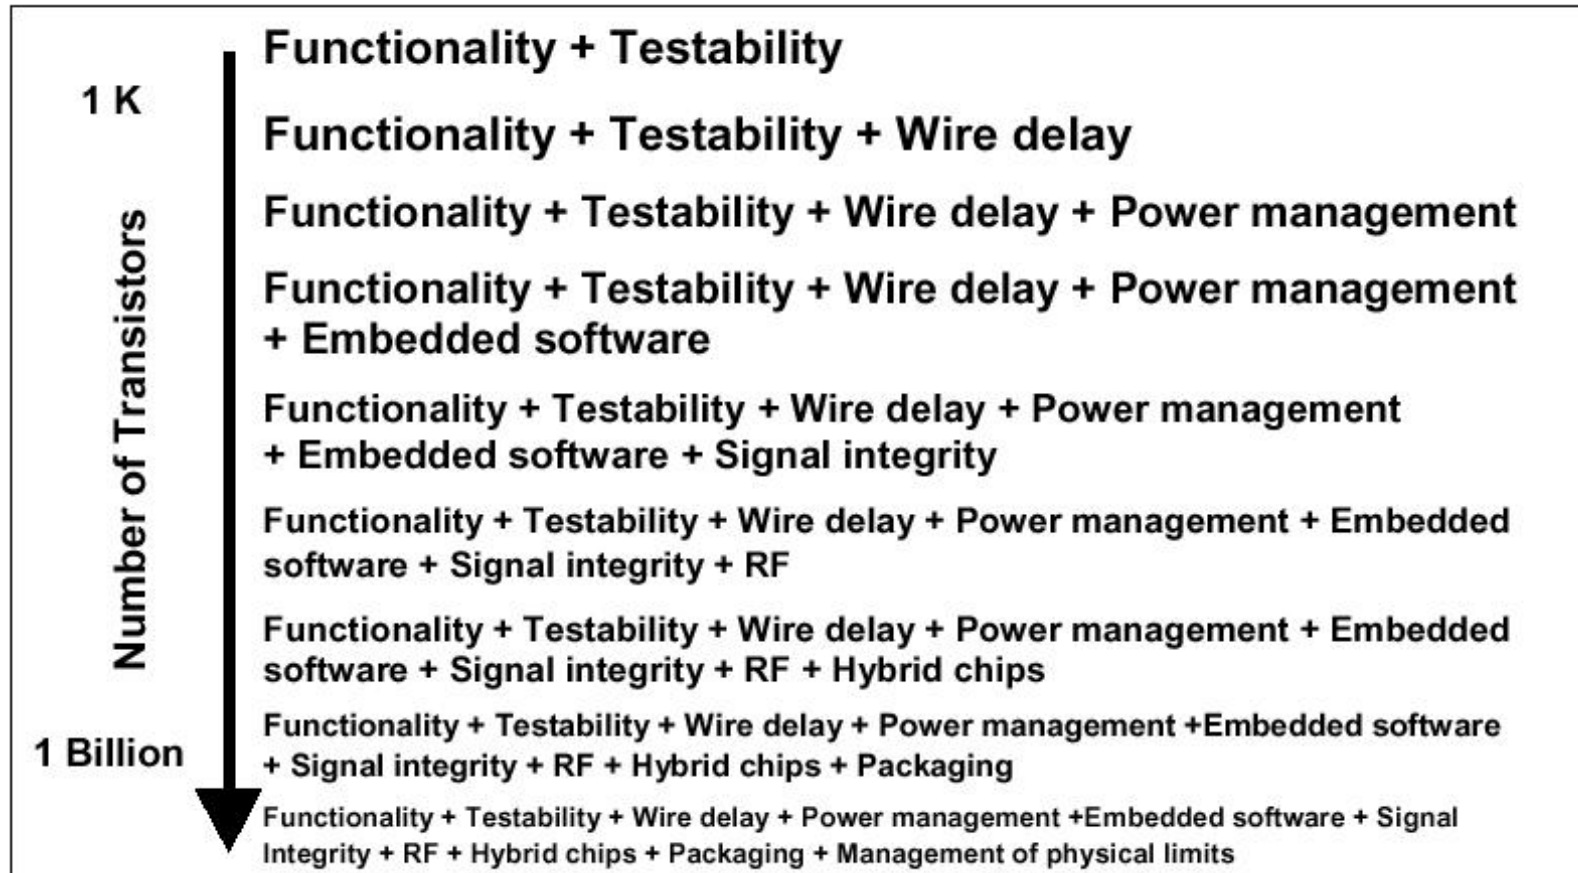 Functionality + Testability
1 K
Functionality + Testability + Wire delay
Functionality + Testability + Wire delay + Power management
Number of Transistors
Functionality + Testability + Wire delay + Power management
+ Embedded software
Functionality + Testability + Wire delay + Power management
+ Embedded software + Signal integrity
Functionality + Testability + Wire delay + Power management + Embedded
software + Signal integrity + RF
Functionality + Testability + Wire delay + Power management + Embedded
software + Signal integrity + RF + Hybrid chips
1 Billion
Functionality + Testability + Wire delay + Power management +Embedded software
+ Signal integrity + RF + Hybrid chips + Packaging
Functionality + Testability + Wire delay + Power management +Embedded software + Signal
Integrity + RF + Hybrid chips + Packaging + Management of physical limits